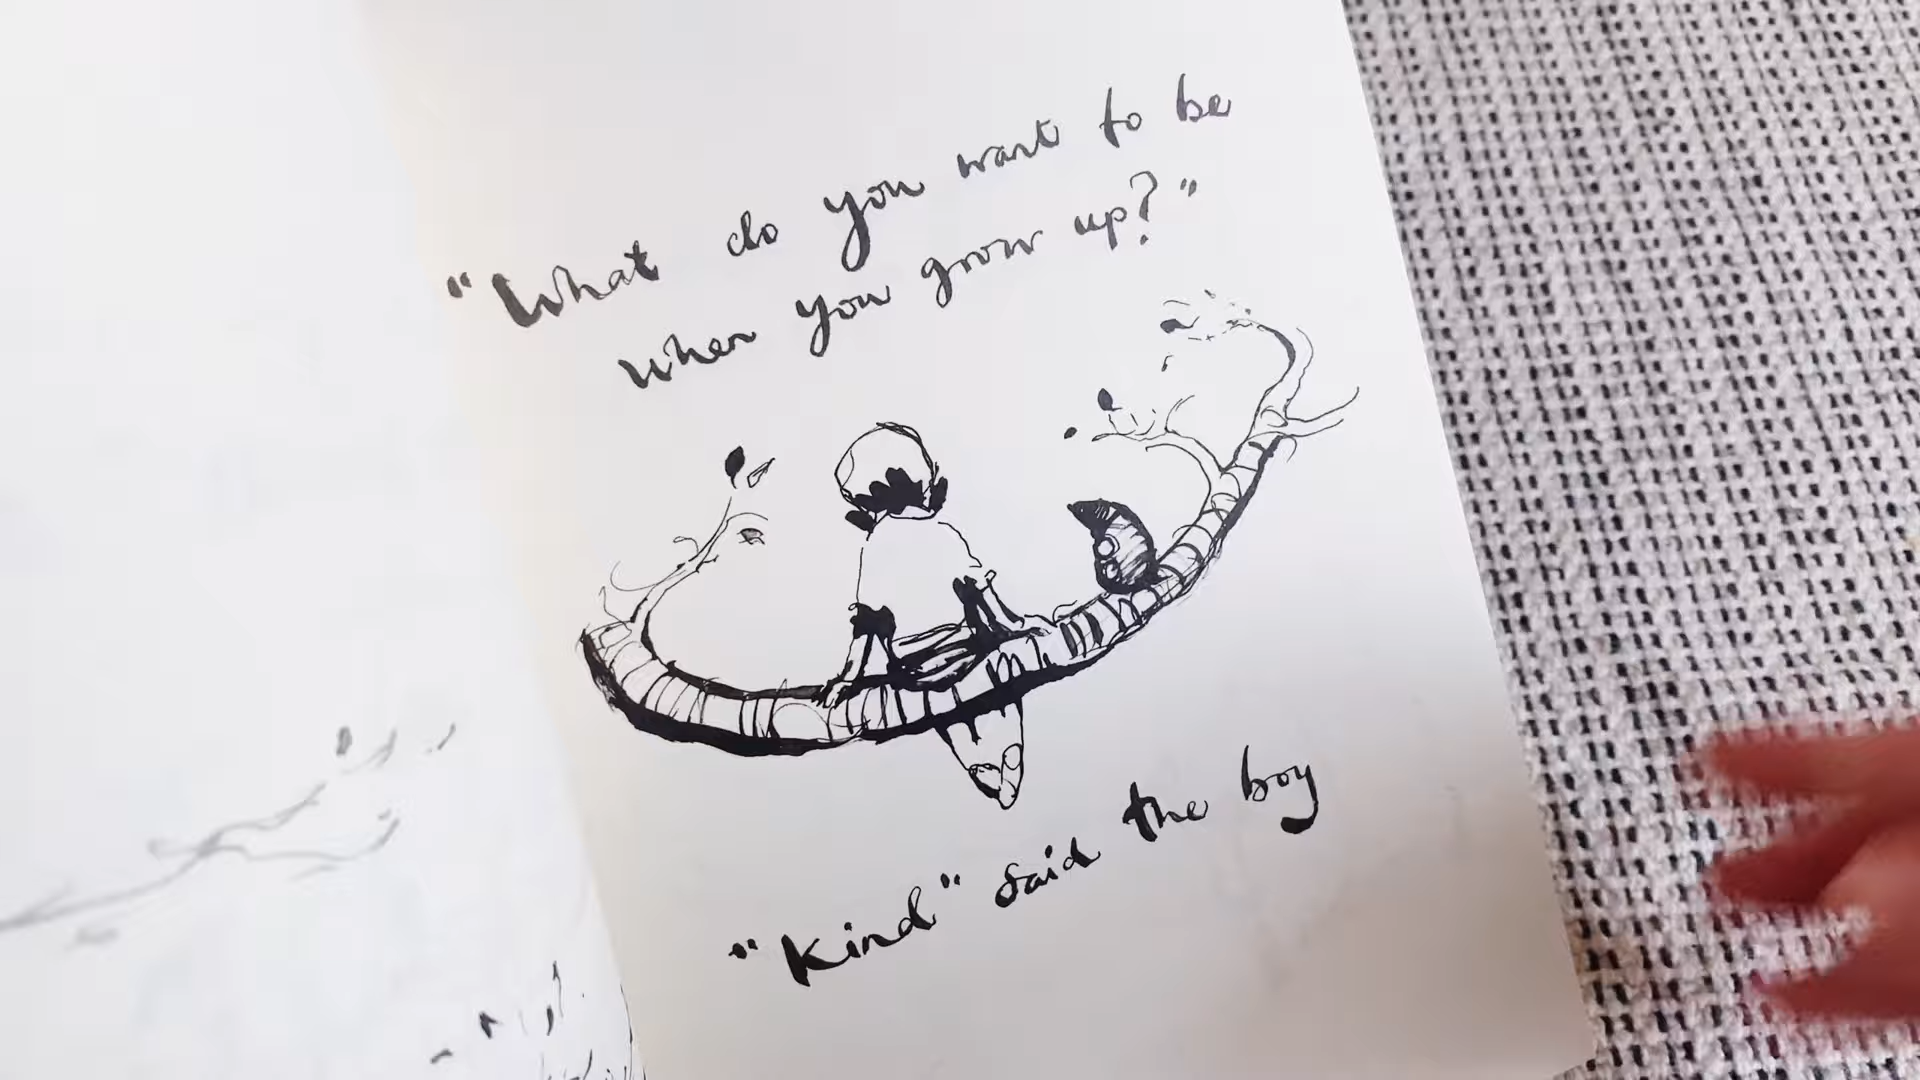 "What do you want to be
when you grow up?"
"Kind" said the boy